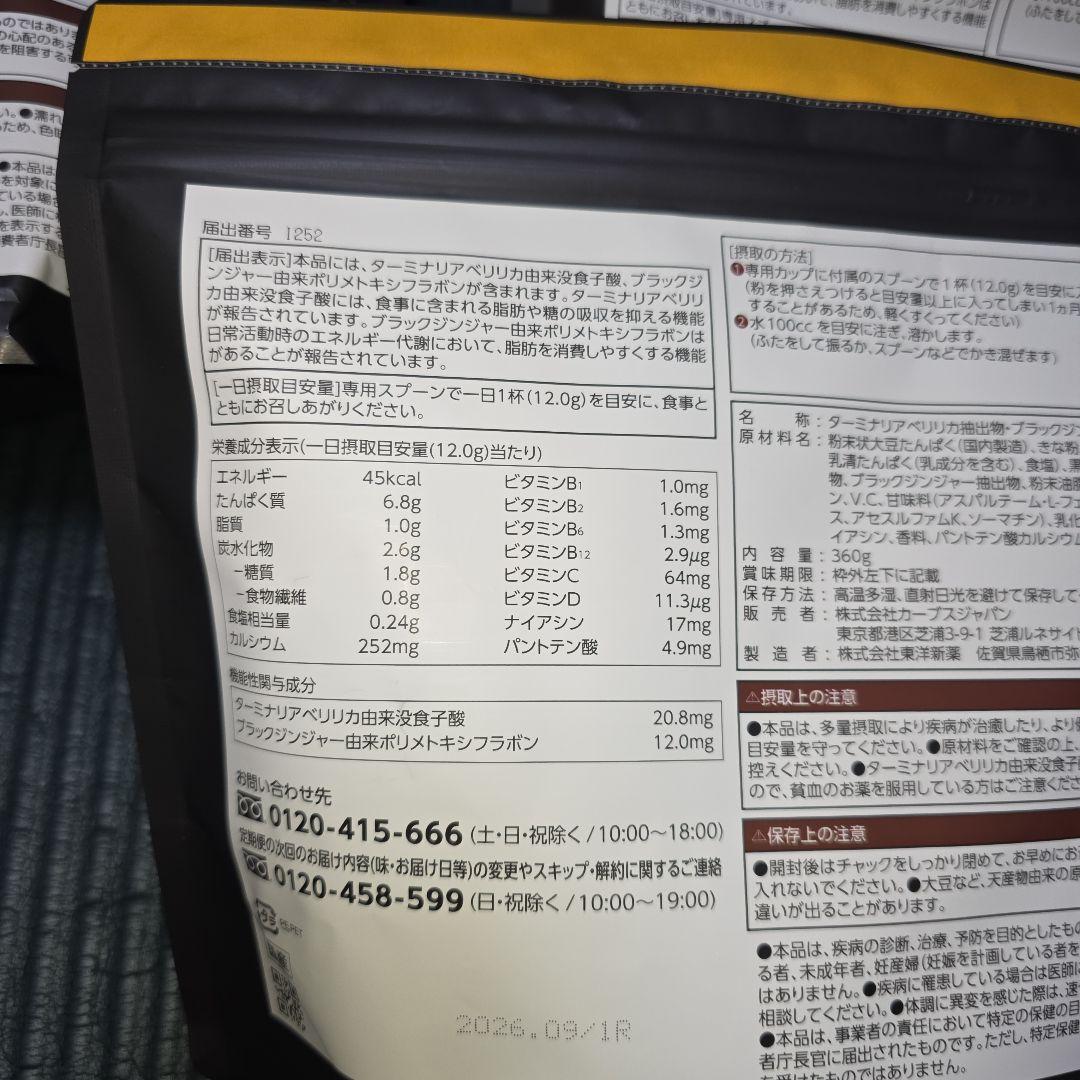 届出番号 I252
[届出表示]本品には、ターミナリアベリリカ由来没食子酸、ブラックジ
ンジャー由来ポリメトキシフラボンが含まれます。ターミナリアベリリ
カ由来没食子酸には、食事に含まれる脂肪や糖の吸収を抑える機能
が報告されています。ブラックジンジャー由来ポリメトキシフラボンは
日常活動時のエネルギー代謝において、脂肪を消費しやすくする機能
があることが報告されています。
[一日摂取目安量]専用スプーンで一日1杯(12.0g)を目安に、食事と
ともにお召しあがりください。
栄養成分表示(一日摂取目安量(12.0g)当たり)
エネルギー 45kcal ビタミンB1 1.0mg
たんぱく質 6.8g ビタミンB2 1.6mg
脂質 1.0g ビタミンB6 1.3mg
炭水化物 2.6g ビタミンB12 2.9μg
-糖質 1.8g ビタミンC 64mg
-食物繊維 0.8g ビタミンD 11.3μg
食塩相当量 0.24g ナイアシン 17mg
カルシウム 252mg パントテン酸 4.9mg
機能性関与成分
ターミナリアベリリカ由来没食子酸 20.8mg
ブラックジンジャー由来ポリメトキシフラボン 12.0mg
お問い合わせ先
0120-415-666 (土・日・祝除く/10:00〜18:00)
定期便の次回のお届け内容(味・お届け日等)の変更やスキップ・解約に関するご連絡
0120-458-599 (日・祝除く/10:00〜19:00)
プラ PE,PET
2026.09/1R
[摂取の方法]
❶専用カップに付属のスプーンで1杯(12.0g)を目安に
(粉を押さえつけると目安量以上に入ってしまい1ヵ月
することがあるため、軽くすくってください)
❷水100ccを目安に注ぎ、溶かします。
(ふたをして振るか、スプーンなどでかき混ぜます)
名称：ターミナリアベリリカ抽出物・ブラックジ
原材料名：粉末状大豆たんぱく(国内製造)、きな粉
乳清たんぱく(乳成分を含む)、食塩)、黒
物、ブラックジンジャー抽出物、粉末油脂
ン、V.C、甘味料(アスパルテーム・L-フェ
ス、アセスルファムK、ソーマチン)、乳化
イアシン、香料、パントテン酸カルシウム
内容量：360g
賞味期限：枠外左下に記載
保存方法：高温多湿、直射日光を避けて保存して
販売者：株式会社カーブスジャパン
東京都港区芝浦3-9-1 芝浦ルネサイ
製造者：株式会社東洋新薬 佐賀県鳥栖市弥
⚠摂取上の注意
●本品は、多量摂取により疾病が治癒したり、より
目安量を守ってください。●原材料をご確認の上、
控えください。●ターミナリアベリリカ由来没食子
ので、貧血のお薬を服用している方はご注意くださ
⚠保存上の注意
●開封後はチャックをしっかり閉めて、お早めにお
入れないでください。●大豆など、天産物由来の原
違いが出ることがあります。
●本品は、疾病の診断、治療、予防を目的としたもの
る者、未成年者、妊産婦(妊娠を計画している者を
はありません。●疾病に罹患している場合は医師に
相談してください。●体調に異変を感じた際は、速
●本品は、事業者の責任において特定の保健の目
者庁長官に届出されたものです。ただし、特定保健
を受けたものではありません。